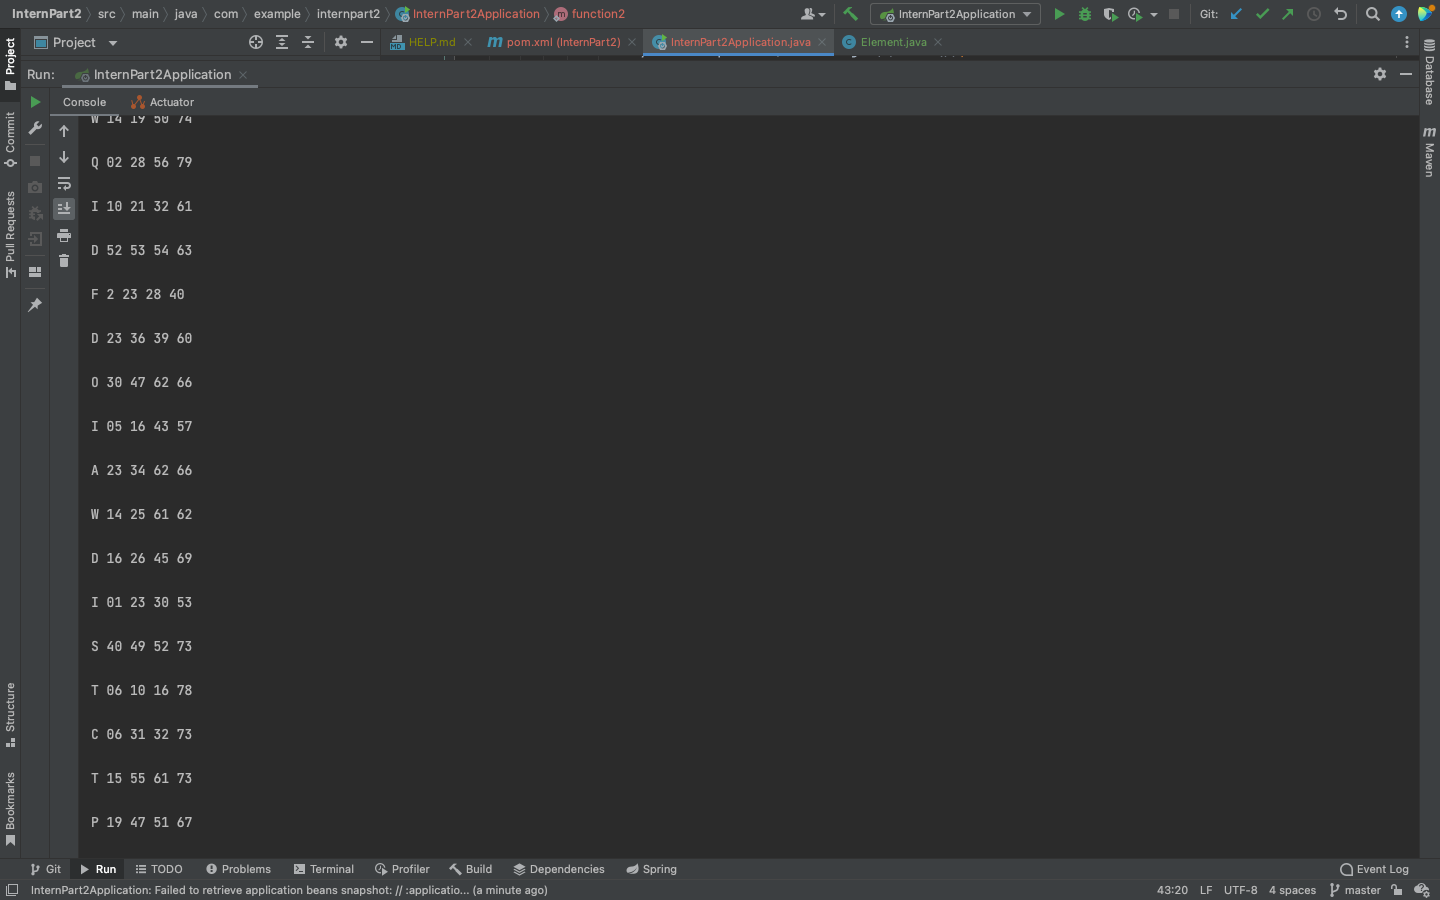 InternPart2 src main java com example internpart2 InternPart2Application function2
InternPart2Application Git:
Project HELP.md pom.xml (InternPart2) InternPart2Application.java Element.java
Run: InternPart2Application
Console Actuator
W 14 19 50 74
Q 02 28 56 79
I 10 21 32 61
D 52 53 54 63
F 2 23 28 40
D 23 36 39 60
O 30 47 62 66
I 05 16 43 57
A 23 34 62 66
W 14 25 61 62
D 16 26 45 69
I 01 23 30 53
S 40 49 52 73
T 06 10 16 78
C 06 31 32 73
T 15 55 61 73
P 19 47 51 67
Project
Commit
Pull Requests
Structure
Bookmarks
Database
Maven
Git Run TODO Problems Terminal Profiler Build Dependencies Spring Event Log
InternPart2Application: Failed to retrieve application beans snapshot: // :applicatio... (a minute ago) 43:20 LF UTF-8 4 spaces master